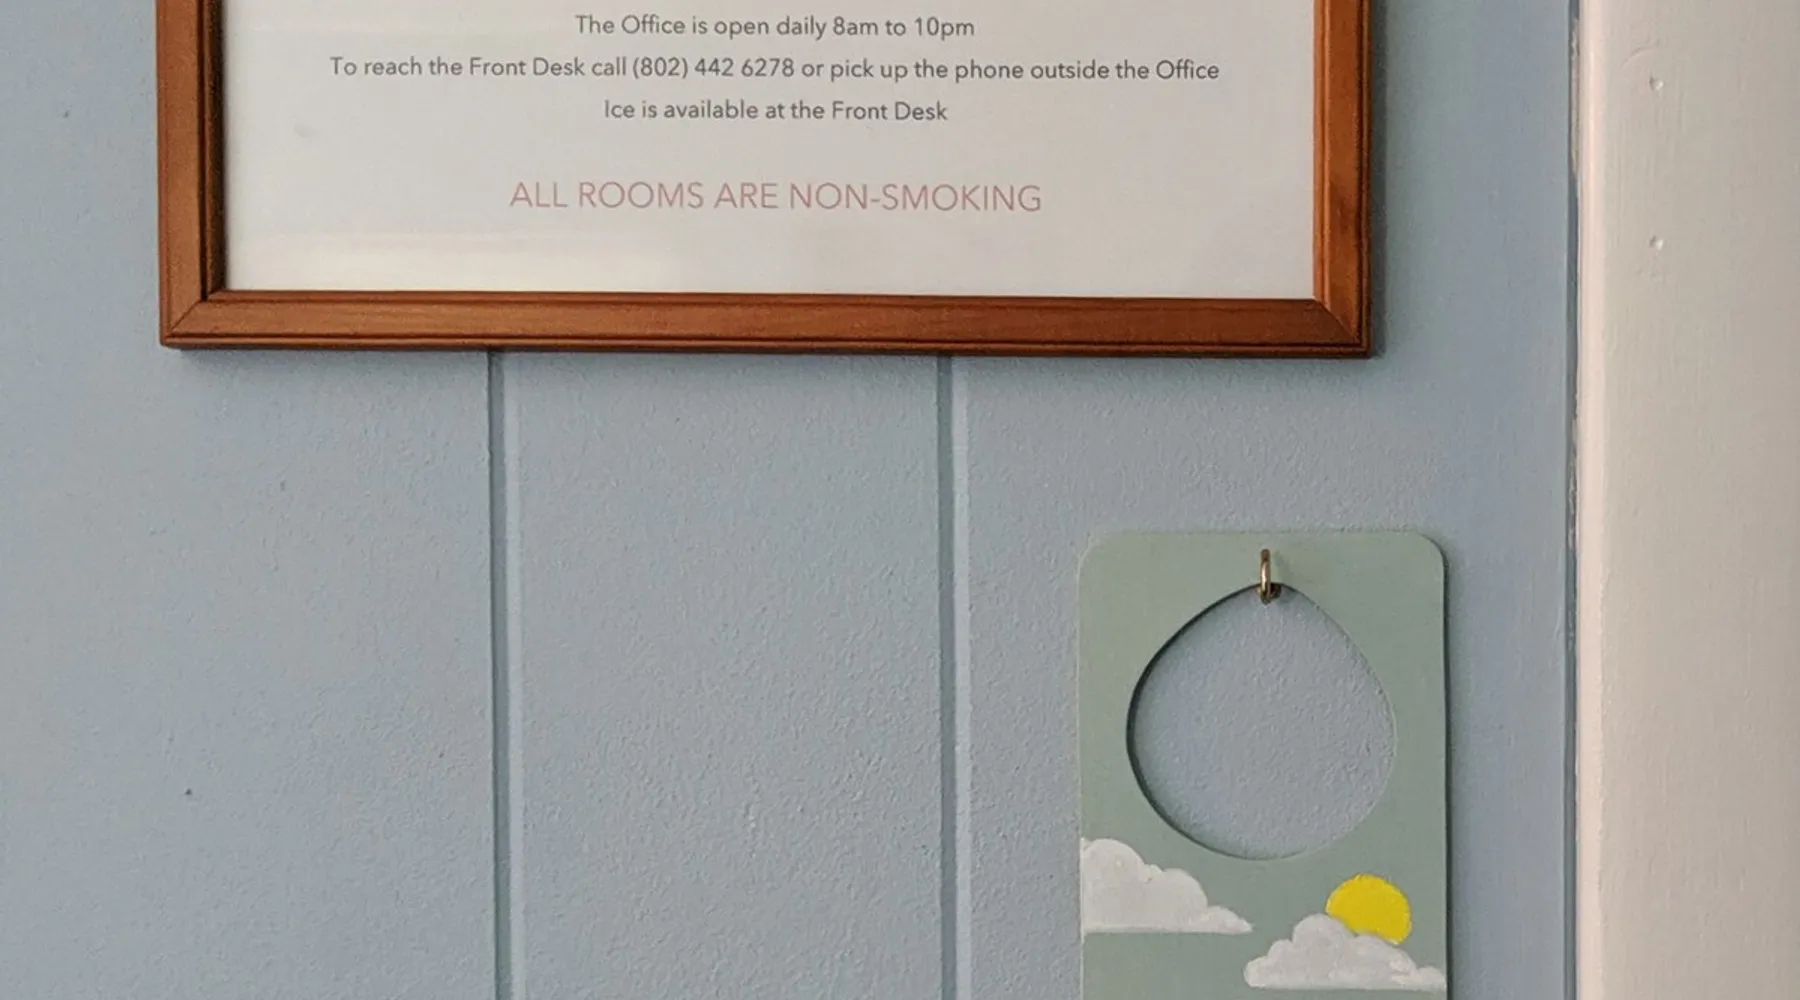 The Office is open daily 8am to 10pm
To reach the Front Desk call (802) 442 6278 or pick up the phone outside the Office
Ice is available at the Front Desk
ALL ROOMS ARE NON-SMOKING